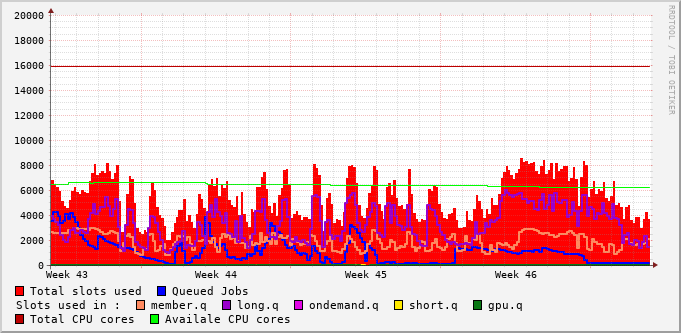 20000
18000
16000
14000
12000
10000
8000
6000
4000
2000
0
Week 43 Week 44 Week 45 Week 46
Total slots used Queued Jobs
Slots used in : member.q long.q ondemand.q short.q gpu.q
Total CPU cores Availale CPU cores
RRDTOOL / TOBI OETIKER